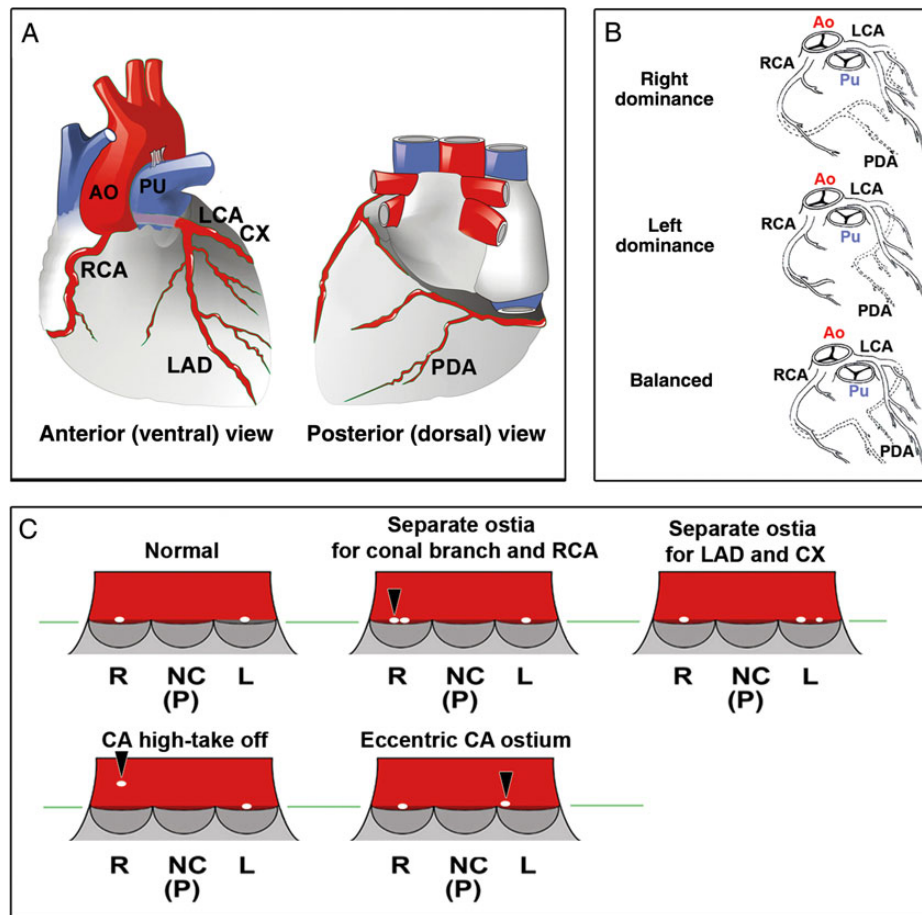 A
AO
PU
LCA
CX
RCA
LAD
PDA
Anterior (ventral) view
Posterior (dorsal) view
B
Right
dominance
Ao
LCA
RCA
Pu
PDA
Left
dominance
Ao
LCA
RCA
Pu
PDA
Balanced
Ao
LCA
RCA
Pu
PDA
C
Normal
R NC L
(P)
Separate ostia
for conal branch and RCA
R NC L
(P)
Separate ostia
for LAD and CX
R NC L
(P)
CA high-take off
R NC L
(P)
Eccentric CA ostium
R NC L
(P)